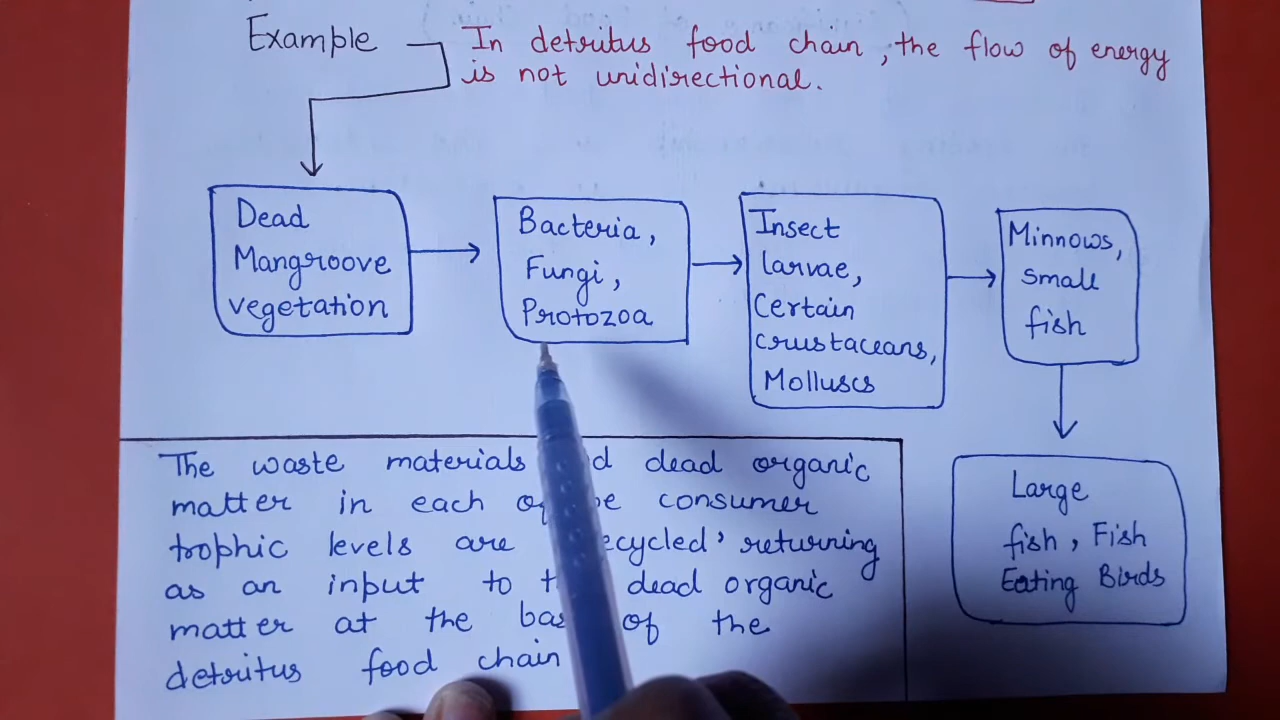 Example
In detritus food chain, the flow of energy
is not unidirectional.
Dead
Mangroove
vegetation
Bacteria,
Fungi,
Protozoa
Insect
larvae,
Certain
crustaceans,
Molluscs
Minnows,
small
fish
Large
fish, Fish
Eating Birds
The waste materials dead organic
matter in each consumer
trophic levels are returning
as an input to dead organic
matter at the of the
detritus food chain